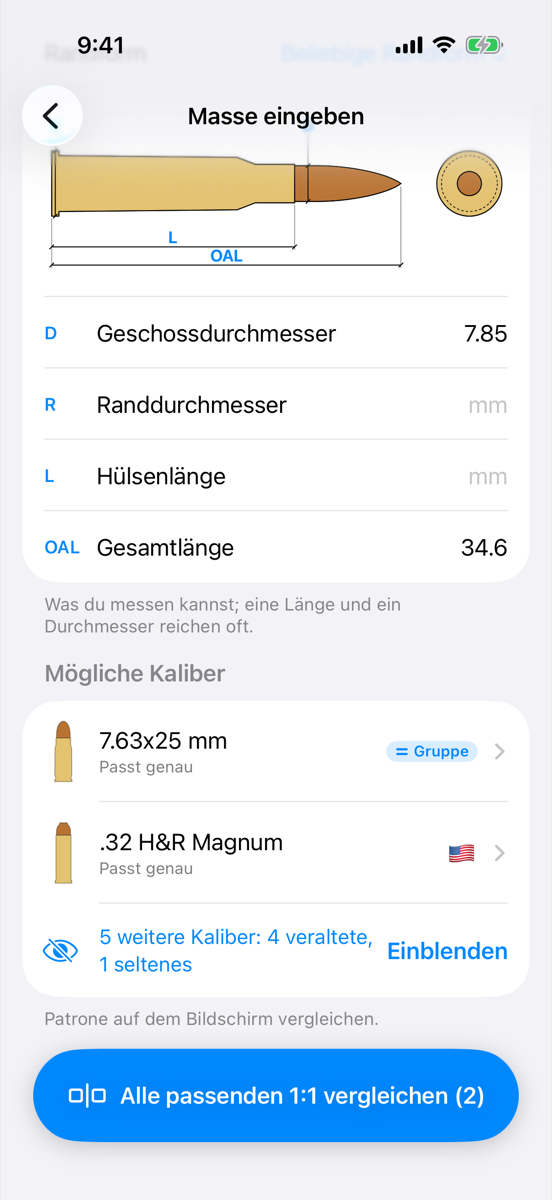 9:41
Randform
Beliebige Randform
Masse eingeben
L
OAL
D Geschossdurchmesser 7.85
R Randdurchmesser mm
L Hülsenlänge mm
OAL Gesamtlänge 34.6
Was du messen kannst; eine Länge und ein
Durchmesser reichen oft.
Mögliche Kaliber
7.63x25 mm
= Gruppe
Passt genau
.32 H&R Magnum
Passt genau
5 weitere Kaliber: 4 veraltete,
1 seltenes
Einblenden
Patrone auf dem Bildschirm vergleichen.
Alle passenden 1:1 vergleichen (2)